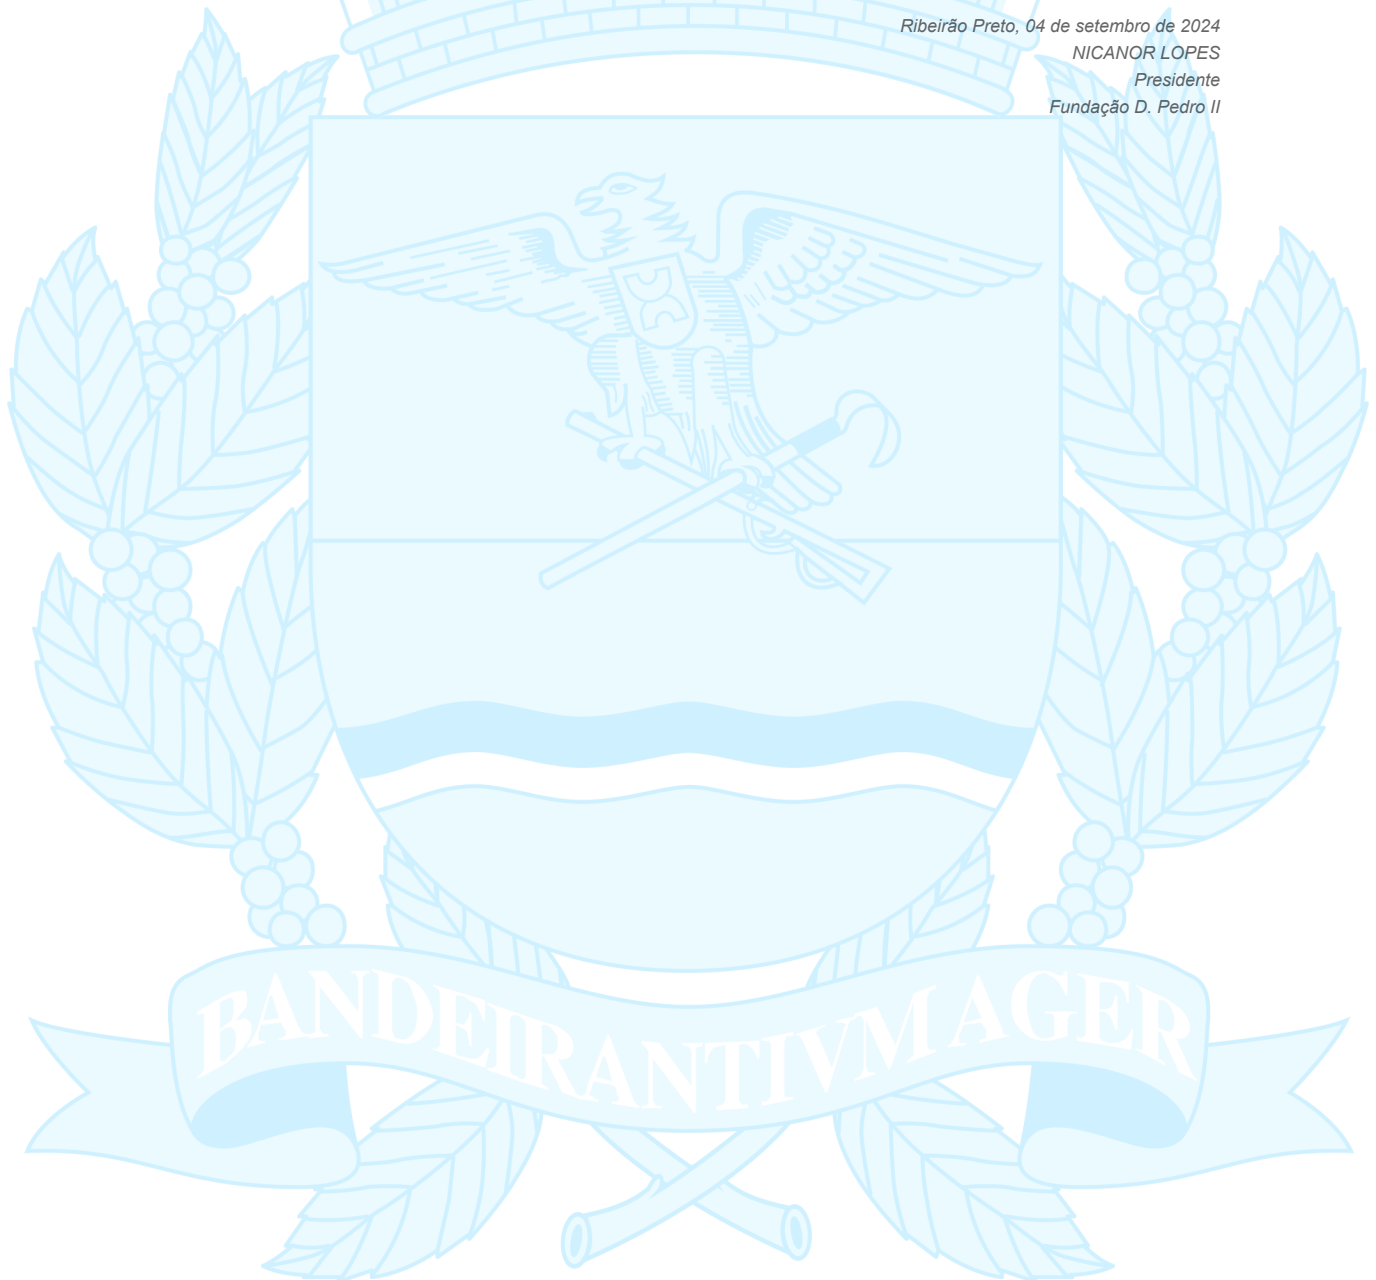 Ribeirão Preto, 04 de setembro de 2024
NICANOR LOPES
Presidente
Fundação D. Pedro II
BANDEIRANTIVM AGER